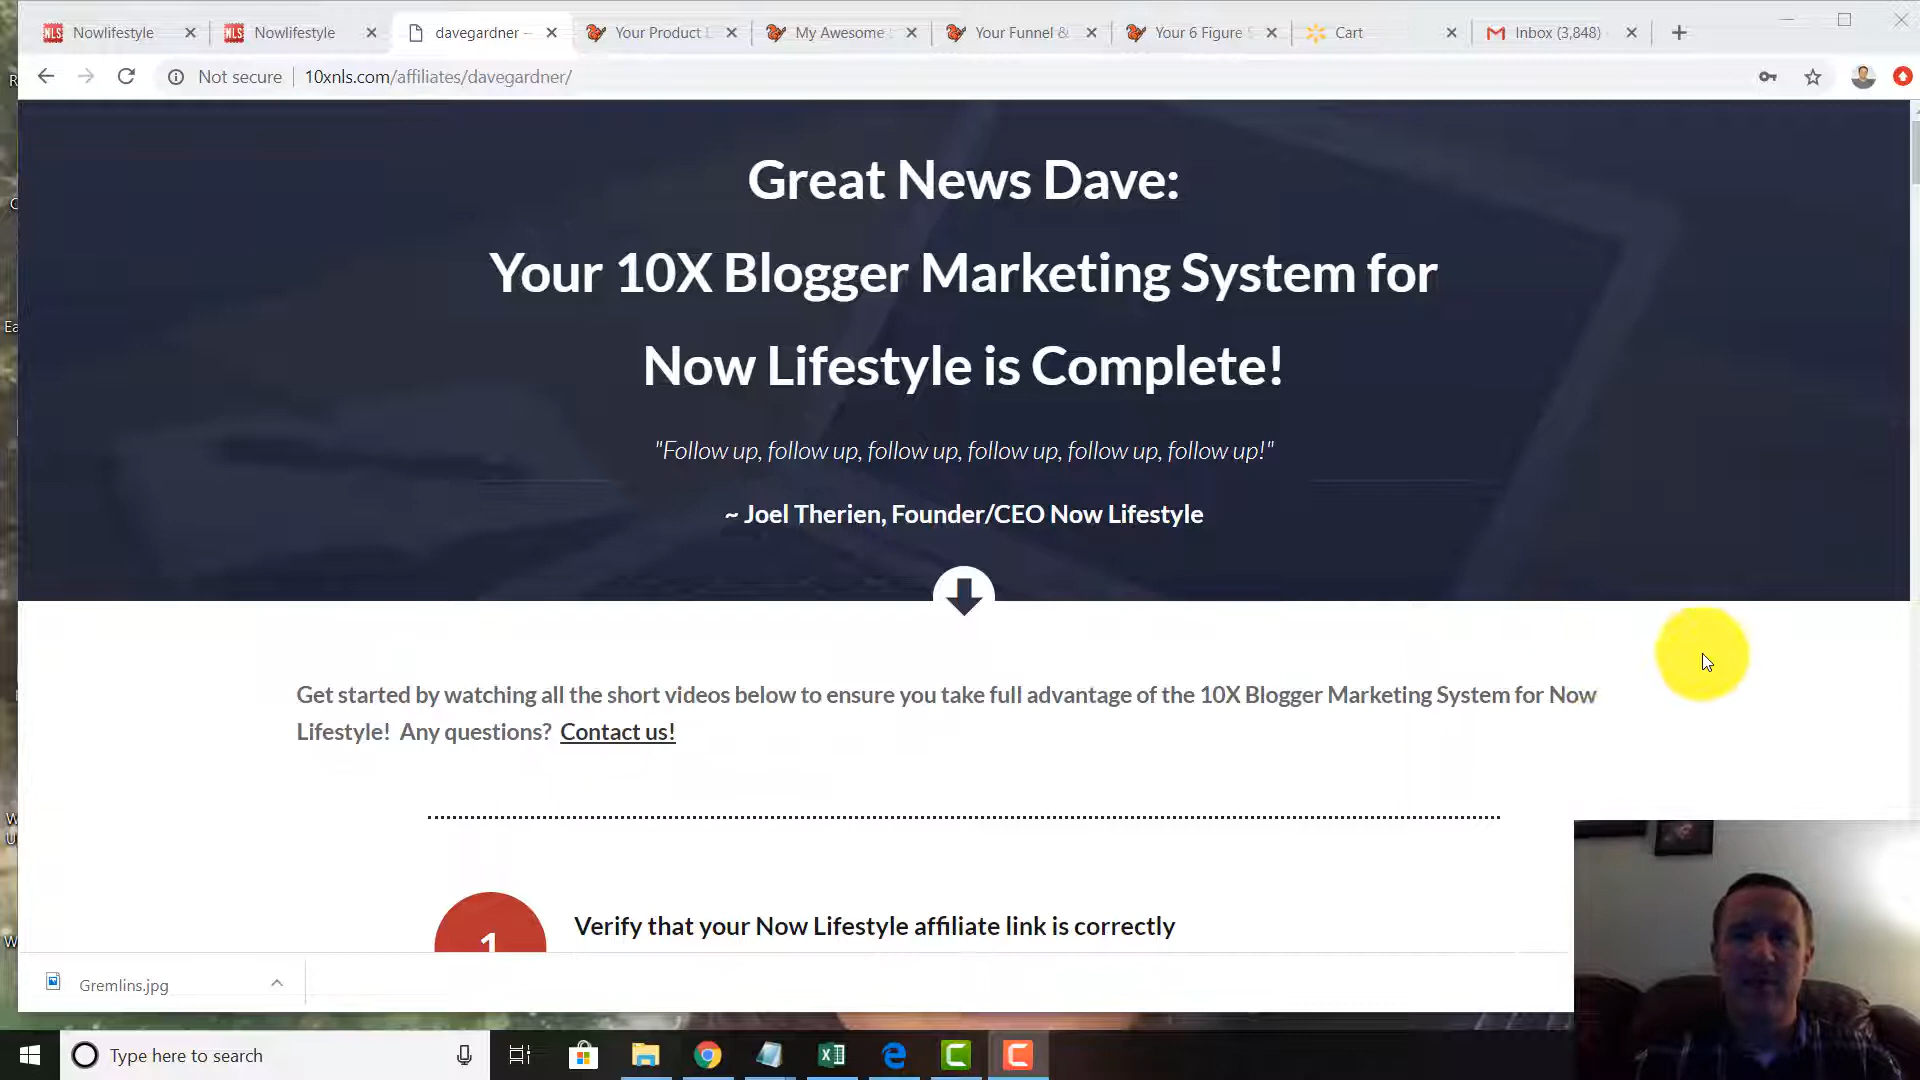 Nowlifestyle
Nowlifestyle
davegardner –
Your Product
My Awesome
Your Funnel &
Your 6 Figure
Cart
Inbox (3,848)
Not secure
10xnls.com/affiliates/davegardner/
Great News Dave:
Your 10X Blogger Marketing System for
Now Lifestyle is Complete!
"Follow up, follow up, follow up, follow up, follow up, follow up!"
~ Joel Therien, Founder/CEO Now Lifestyle
Get started by watching all the short videos below to ensure you take full advantage of the 10X Blogger Marketing System for Now
Lifestyle! Any questions? Contact us!
1
Verify that your Now Lifestyle affiliate link is correctly
Gremlins.jpg
Type here to search